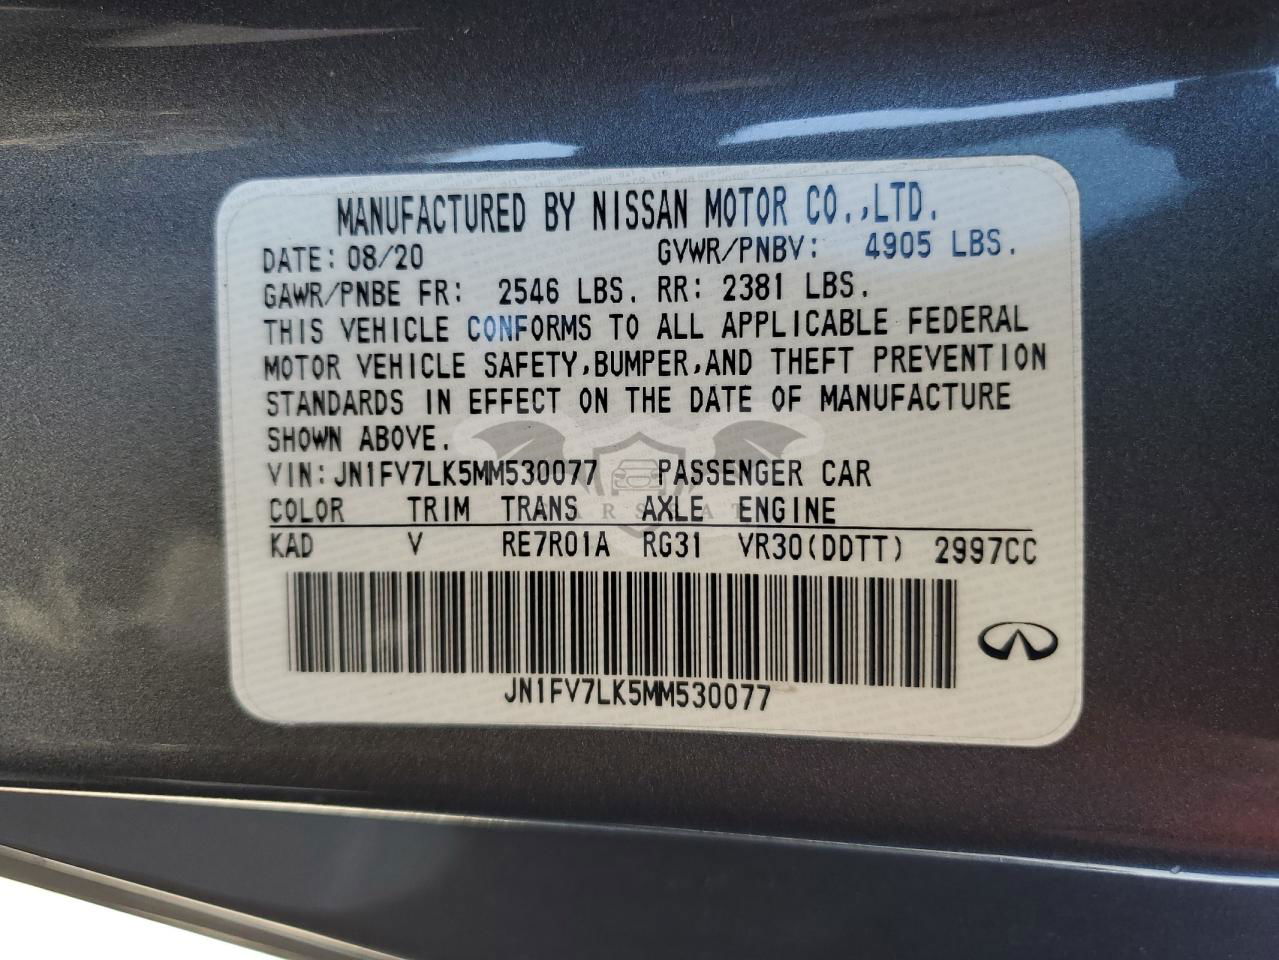 MANUFACTURED BY NISSAN MOTOR CO.,LTD.
DATE: 08/20 GVWR/PNBV: 4905 LBS.
GAWR/PNBE FR: 2546 LBS. RR: 2381 LBS.
THIS VEHICLE CONFORMS TO ALL APPLICABLE FEDERAL
MOTOR VEHICLE SAFETY,BUMPER,AND THEFT PREVENTION
STANDARDS IN EFFECT ON THE DATE OF MANUFACTURE
SHOWN ABOVE.
VIN: JN1FV7LK5MM530077 PASSENGER CAR
COLOR TRIM TRANS AXLE ENGINE
KAD V RE7R01A RG31 VR30(DDTT) 2997CC
JN1FV7LK5MM530077